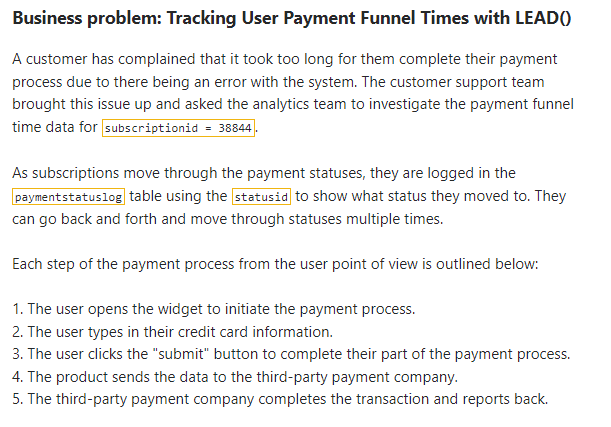 Business problem: Tracking User Payment Funnel Times with LEAD()
A customer has complained that it took too long for them complete their payment
process due to there being an error with the system. The customer support team
brought this issue up and asked the analytics team to investigate the payment funnel
time data for subscriptionid = 38844.
As subscriptions move through the payment statuses, they are logged in the
paymentstatuslog table using the statusid to show what status they moved to. They
can go back and forth and move through statuses multiple times.
Each step of the payment process from the user point of view is outlined below:
1. The user opens the widget to initiate the payment process.
2. The user types in their credit card information.
3. The user clicks the "submit" button to complete their part of the payment process.
4. The product sends the data to the third-party payment company.
5. The third-party payment company completes the transaction and reports back.